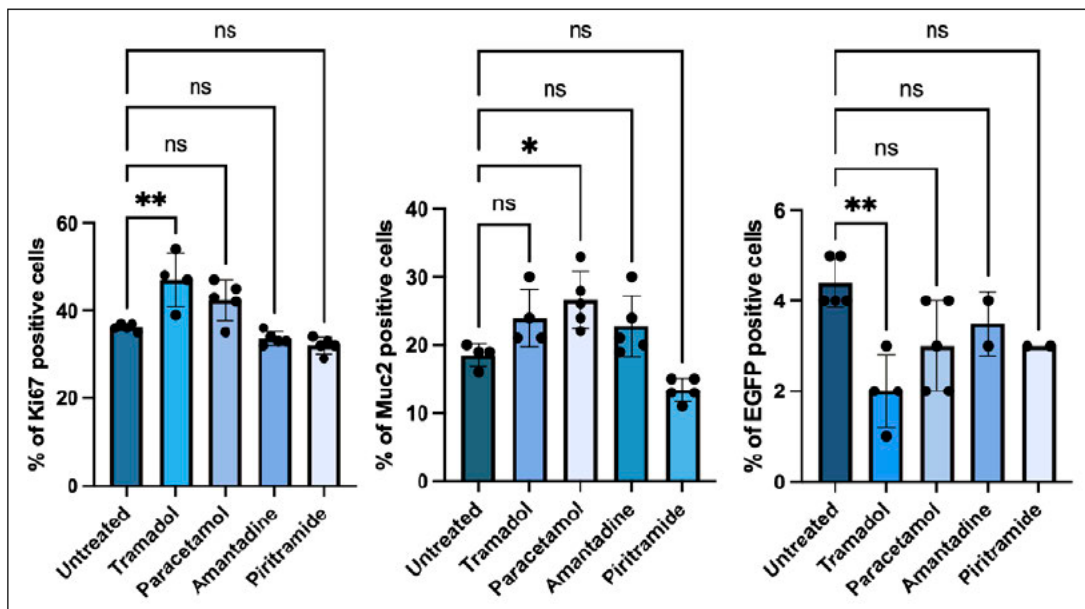 ns
ns
ns
**
% of Ki67 positive cells
60
40
20
0
Untreated
Tramadol
Paracetamol
Amantadine
Piritramide
ns
ns
*
ns
% of Muc2 positive cells
40
30
20
10
0
Untreated
Tramadol
Paracetamol
Amantadine
Piritramide
ns
ns
ns
**
% of EGFP positive cells
6
4
2
0
Untreated
Tramadol
Paracetamol
Amantadine
Piritramide